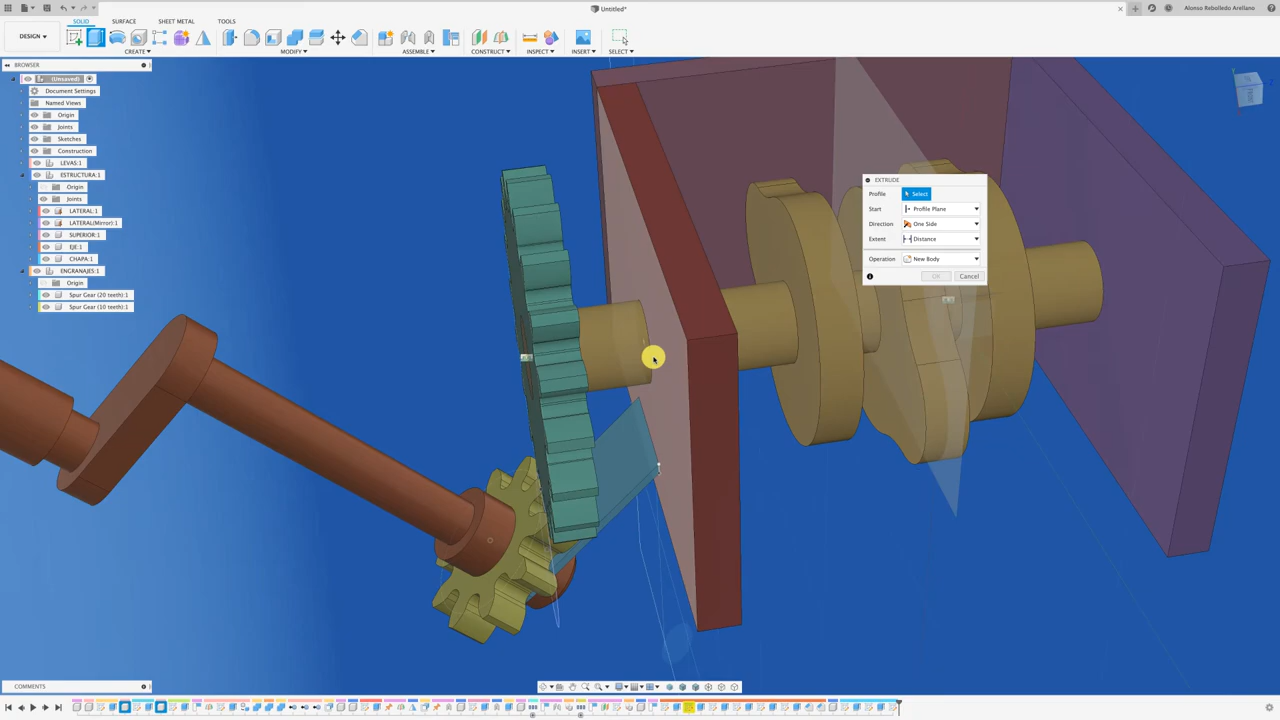 Untitled*
Alonso Rebolledo Arellano
SOLID
SURFACE
SHEET METAL
TOOLS
DESIGN
CREATE
MODIFY
ASSEMBLE
CONSTRUCT
INSPECT
INSERT
SELECT
BROWSER
(Unsaved)
Document Settings
Named Views
Origin
Joints
Sketches
Construction
LEVAS:1
ESTRUCTURA:1
Origin
Joints
LATERAL:1
LATERAL(Mirror):1
SUPERIOR:1
EJE:1
CHAPA:1
ENGRANAJES:1
Origin
Spur Gear (20 teeth):1
Spur Gear (10 teeth):1
EXTRUDE
Profile Select
Start Profile Plane
Direction One Side
Extent Distance
Operation New Body
OK Cancel
COMMENTS